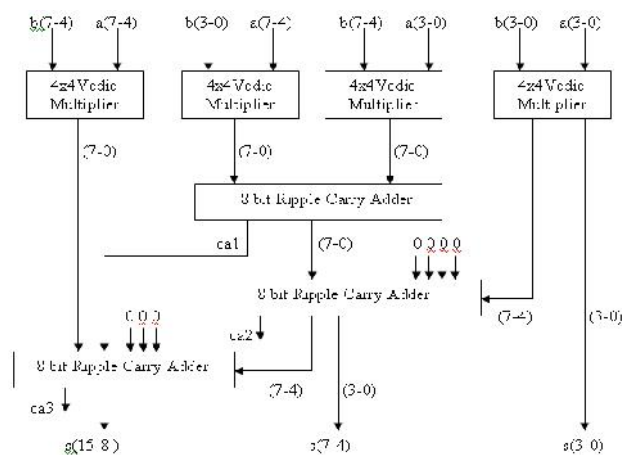 b(7-4) a(7-4) b(3-0) a(7-4) b(7-4) a(3-0) b(3-0) a(3-0)
4x4 Vedic Multiplier
4x4 Vedic Multiplier
4x4 Vedic Multiplier
4x4 Vedic Multiplier
(7-0) (7-0) (7-0)
8 bit Ripple Carry Adder
ca1 (7-0) 0 0 0 0
8 bit Ripple Carry Adder
(7-4) (3-0)
0 0 0
ca2
8 bit Ripple Carry Adder
(7-4) (3-0)
ca3
s(15-8) s(7-4) s(3-0)